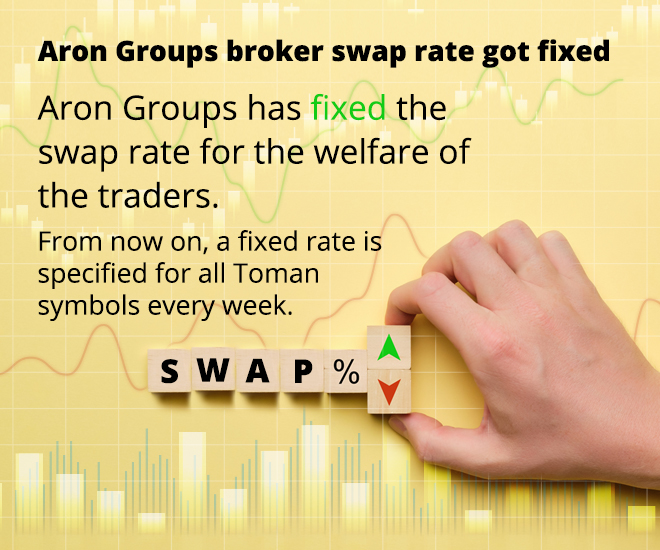 Aron Groups broker swap rate got fixed
Aron Groups has fixed the
swap rate for the welfare of
the traders.
From now on, a fixed rate is
specified for all Toman
symbols every week.
SWAP%